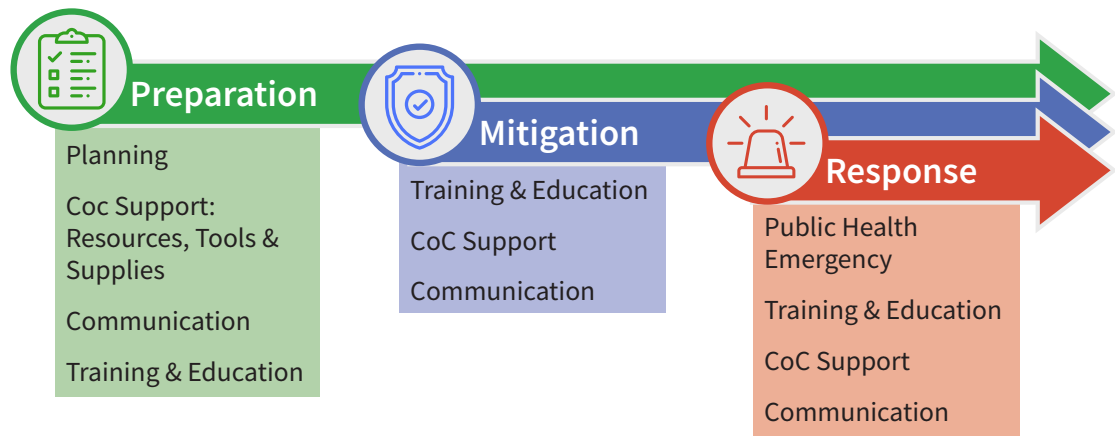 Preparation
Planning
Coc Support:
Resources, Tools &
Supplies
Communication
Training & Education
Mitigation
Training & Education
CoC Support
Communication
Response
Public Health
Emergency
Training & Education
CoC Support
Communication